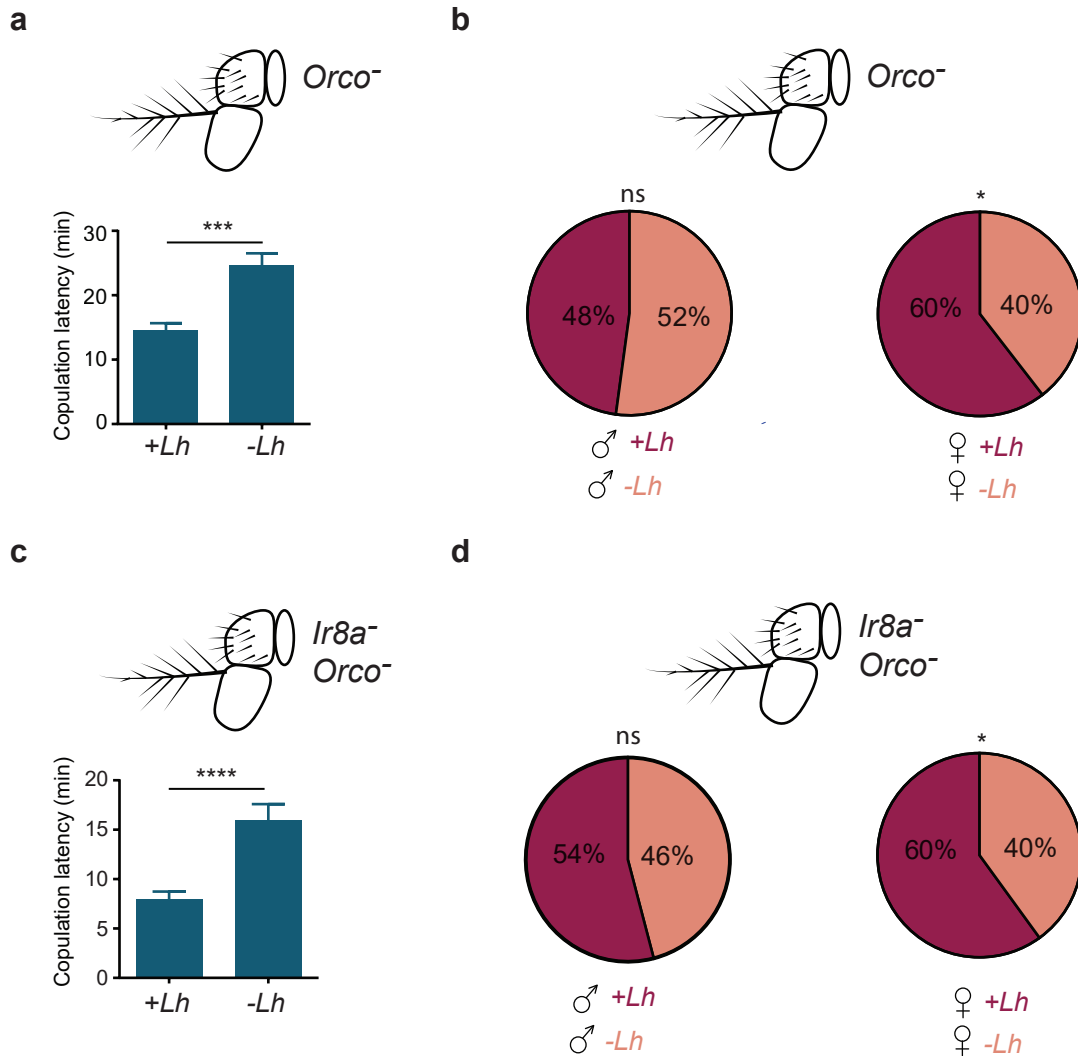 a
Orco⁻
Copulation latency (min)
30
20
10
0
***
+Lh
-Lh
b
Orco⁻
ns
48%
52%
♂ +Lh
♂ -Lh
*
60%
40%
♀ +Lh
♀ -Lh
c
Ir8a⁻
Orco⁻
Copulation latency (min)
20
15
10
5
0
****
+Lh
-Lh
d
Ir8a⁻
Orco⁻
ns
54%
46%
♂ +Lh
♂ -Lh
*
60%
40%
♀ +Lh
♀ -Lh